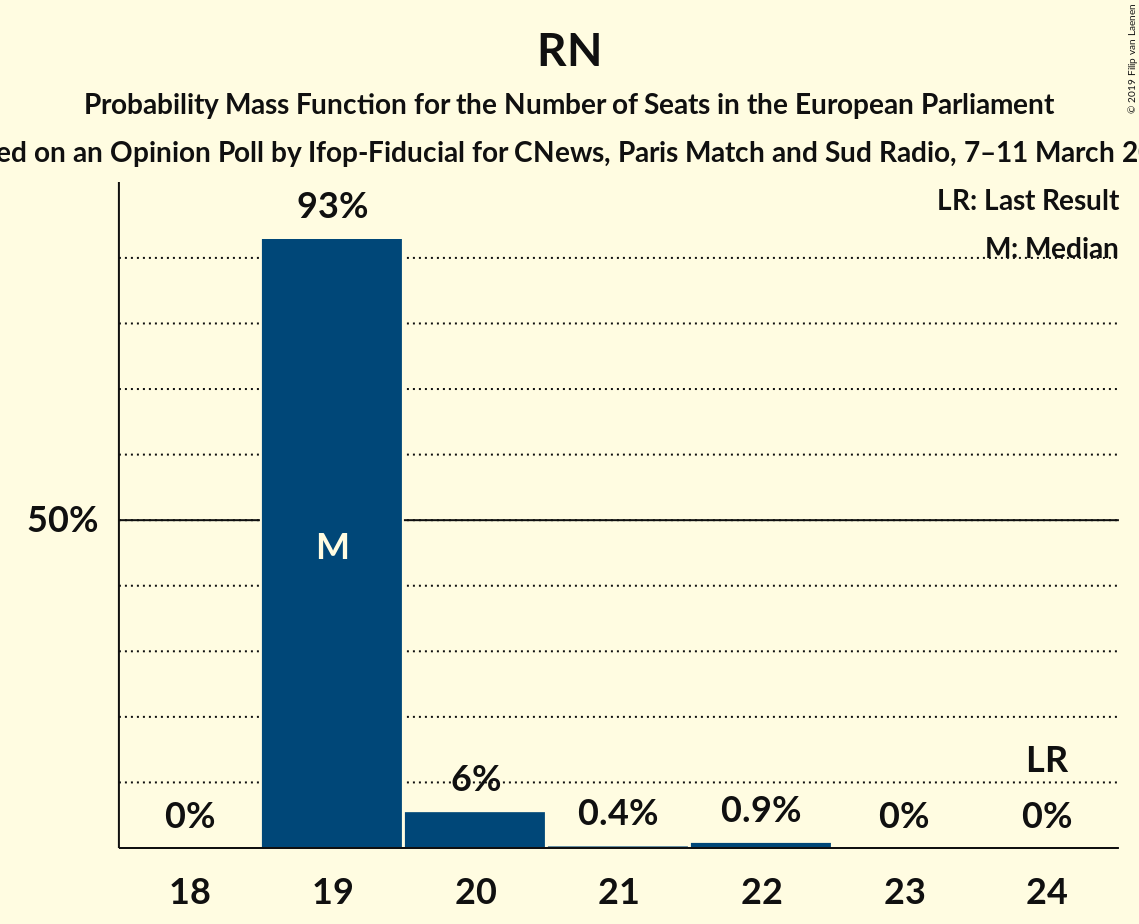 RN
Probability Mass Function for the Number of Seats in the European Parliament
ed on an Opinion Poll by Ifop-Fiducial for CNews, Paris Match and Sud Radio, 7–11 March 2
© 2019 Filip van Laenen
LR: Last Result
M: Median
93%
50%
M
LR
0%
6%
0.4%
0.9%
0%
0%
18 19 20 21 22 23 24